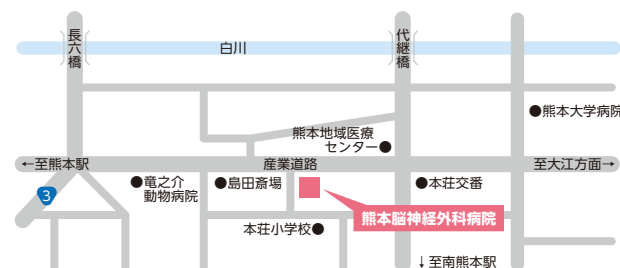 長六橋
白川
代継橋
●熊本大学病院
熊本地域医療
センター●
←至熊本駅
産業道路
至大江方面→
3
●竜之介
動物病院
●島田斎場
●本荘交番
熊本脳神経外科病院
本荘小学校●
↓至南熊本駅